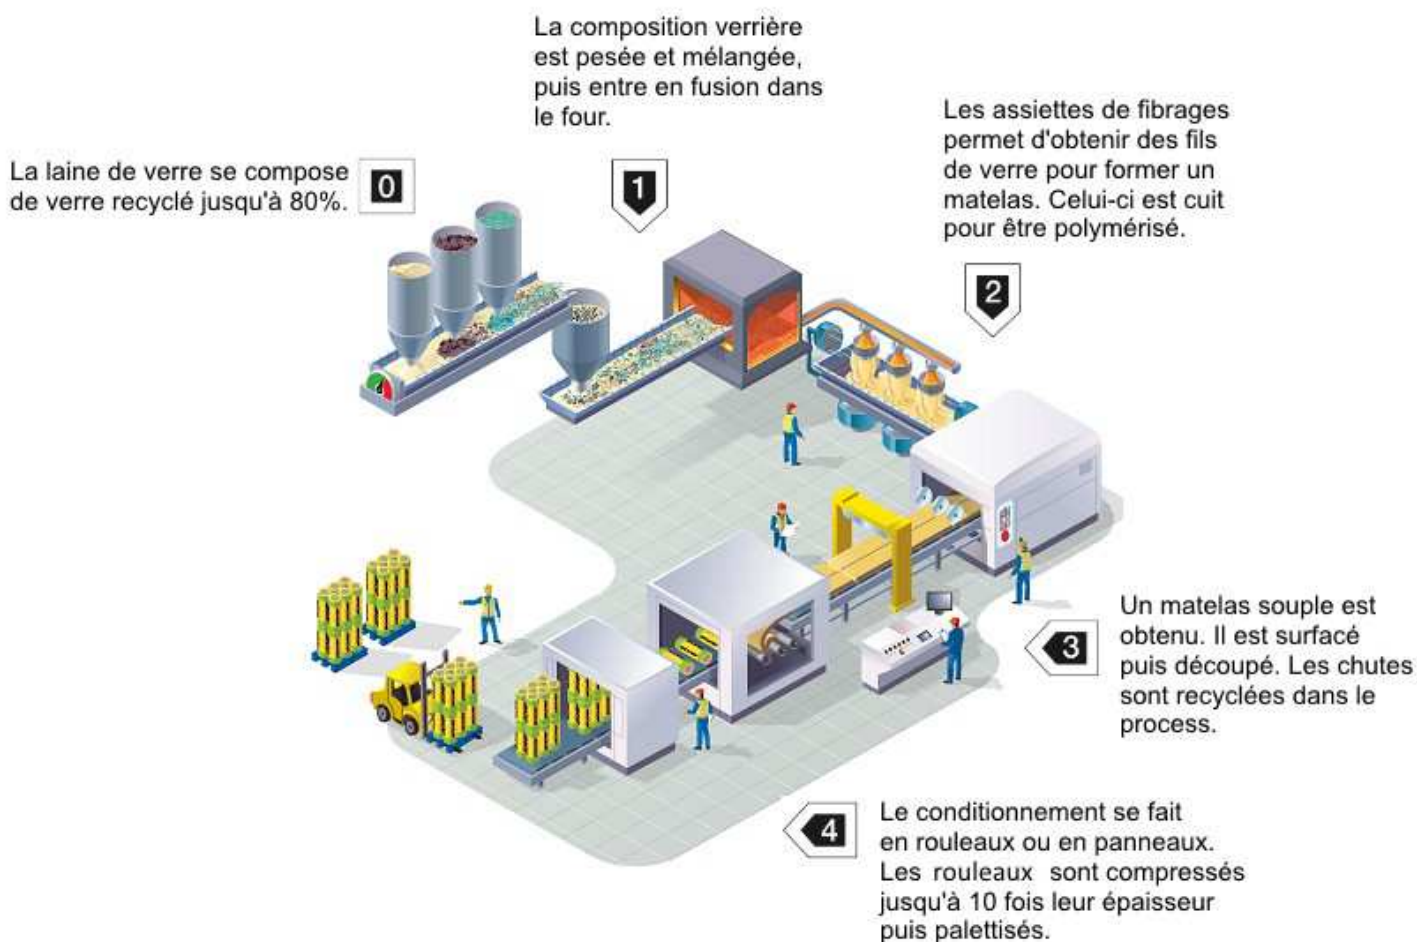 La composition verrière
est pesée et mélangée,
puis entre en fusion dans
le four.
Les assiettes de fibrages
permet d'obtenir des fils
de verre pour former un
matelas. Celui-ci est cuit
pour être polymérisé.
La laine de verre se compose
de verre recyclé jusqu'à 80%.
0
1
2
Un matelas souple est
obtenu. Il est surfacé
puis découpé. Les chutes
sont recyclées dans le
process.
3
4
Le conditionnement se fait
en rouleaux ou en panneaux.
Les rouleaux sont compressés
jusqu'à 10 fois leur épaisseur
puis palettisés.